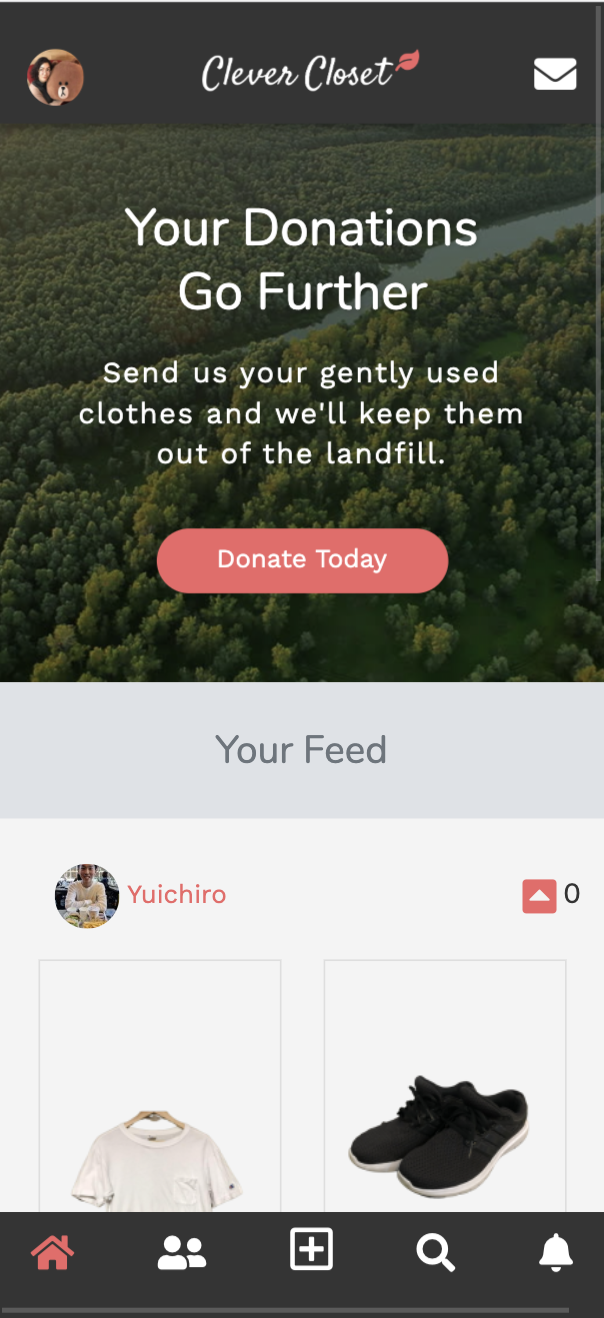 Clever Closet
Your Donations
Go Further
Send us your gently used
clothes and we'll keep them
out of the landfill.
Donate Today
Your Feed
Yuichiro
0